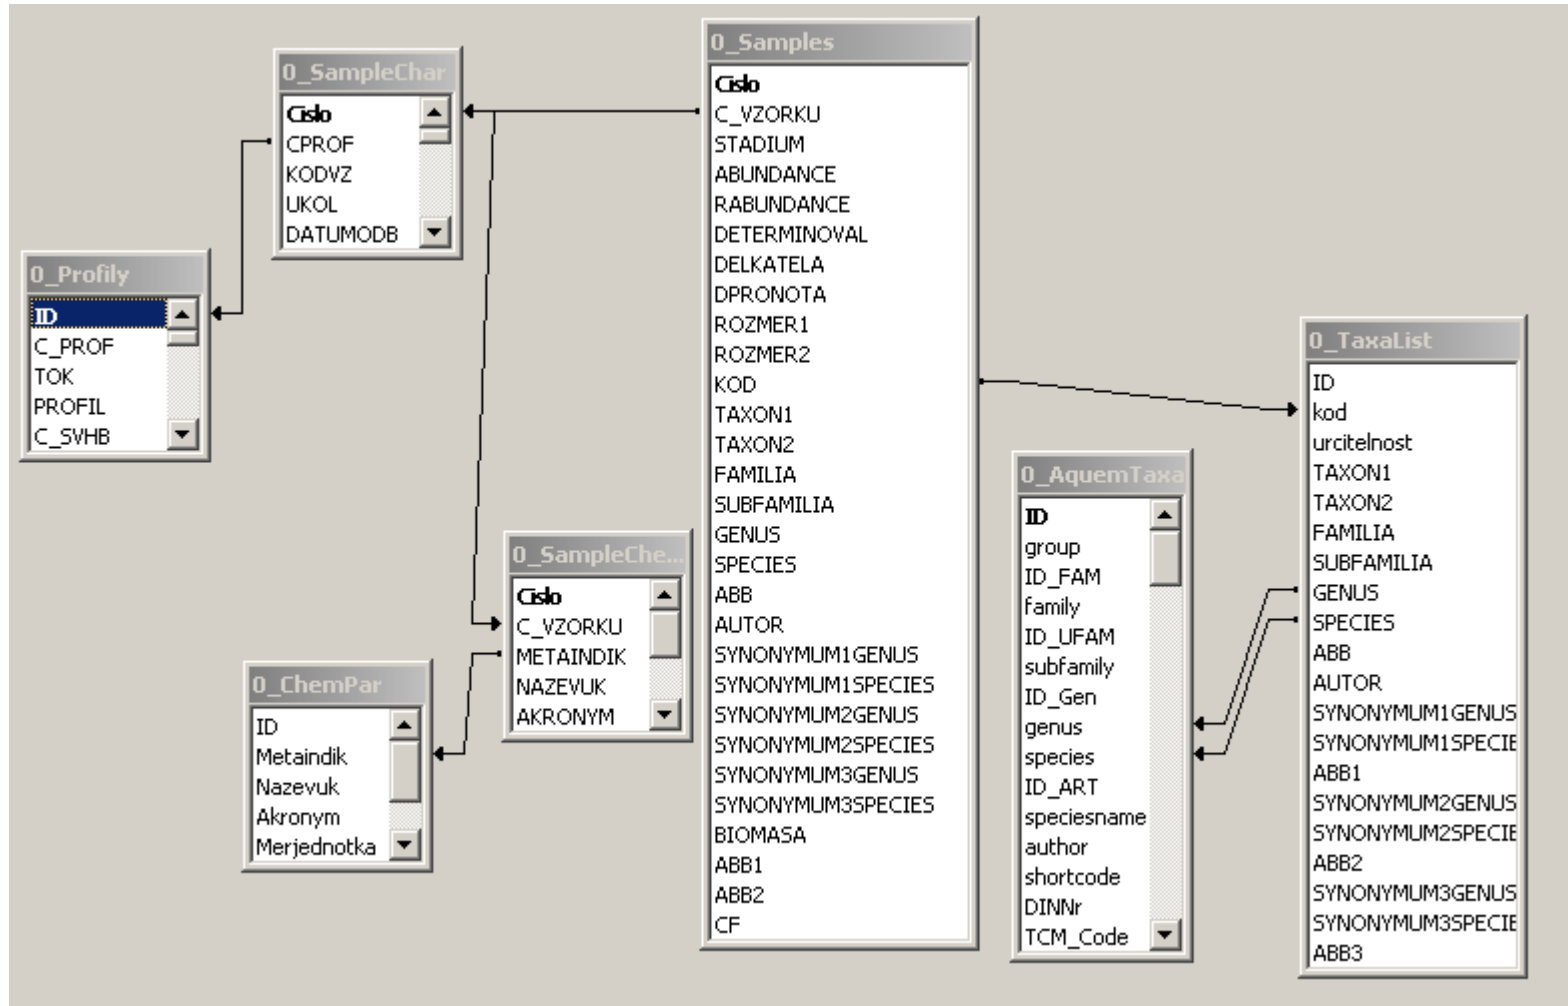 0_SampleChar
Cislo
CPROF
KODVZ
UKOL
DATUMODB
0_Profily
ID
C_PROF
TOK
PROFIL
C_SVHB
0_ChemPar
ID
Metaindik
Nazevuk
Akronym
Merjednotka
0_SampleChe...
Cislo
C_VZORKU
METAINDIK
NAZEVUK
AKRONYM
0_Samples
Cislo
C_VZORKU
STADIUM
ABUNDANCE
RABUNDANCE
DETERMINOVAL
DELKATELA
DPRONOTA
ROZMER1
ROZMER2
KOD
TAXON1
TAXON2
FAMILIA
SUBFAMILIA
GENUS
SPECIES
ABB
AUTOR
SYNONYMUM1GENUS
SYNONYMUM1SPECIES
SYNONYMUM2GENUS
SYNONYMUM2SPECIES
SYNONYMUM3GENUS
SYNONYMUM3SPECIES
BIOMASA
ABB1
ABB2
CF
0_AquemTaxa
ID
group
ID_FAM
family
ID_UFAM
subfamily
ID_Gen
genus
species
ID_ART
speciesname
author
shortcode
DINNr
TCM_Code
0_TaxaList
ID
kod
urcitelnost
TAXON1
TAXON2
FAMILIA
SUBFAMILIA
GENUS
SPECIES
ABB
AUTOR
SYNONYMUM1GENUS
SYNONYMUM1SPECIE
ABB1
SYNONYMUM2GENUS
SYNONYMUM2SPECIE
ABB2
SYNONYMUM3GENUS
SYNONYMUM3SPECIE
ABB3